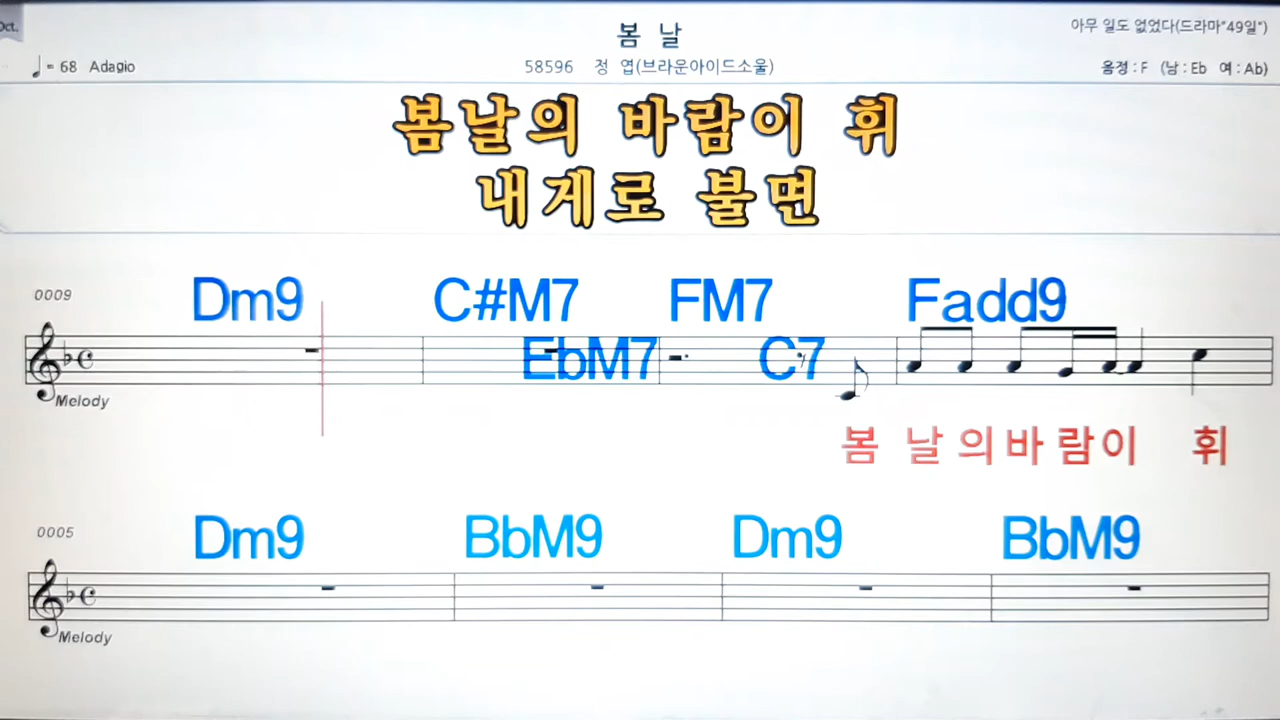 Oct.
봄 날
아무 일도 없었다(드라마"49일")
♩= 68 Adagio
58596 정 엽(브라운아이드소울)
음정 : F (남 : Eb 여 : Ab)
봄날의 바람이 휘
내게로 불면
0009
Dm9 C#M7 FM7 Fadd9
EbM7 C7
Melody
봄 날 의 바 람 이 휘
0005
Dm9 BbM9 Dm9 BbM9
Melody